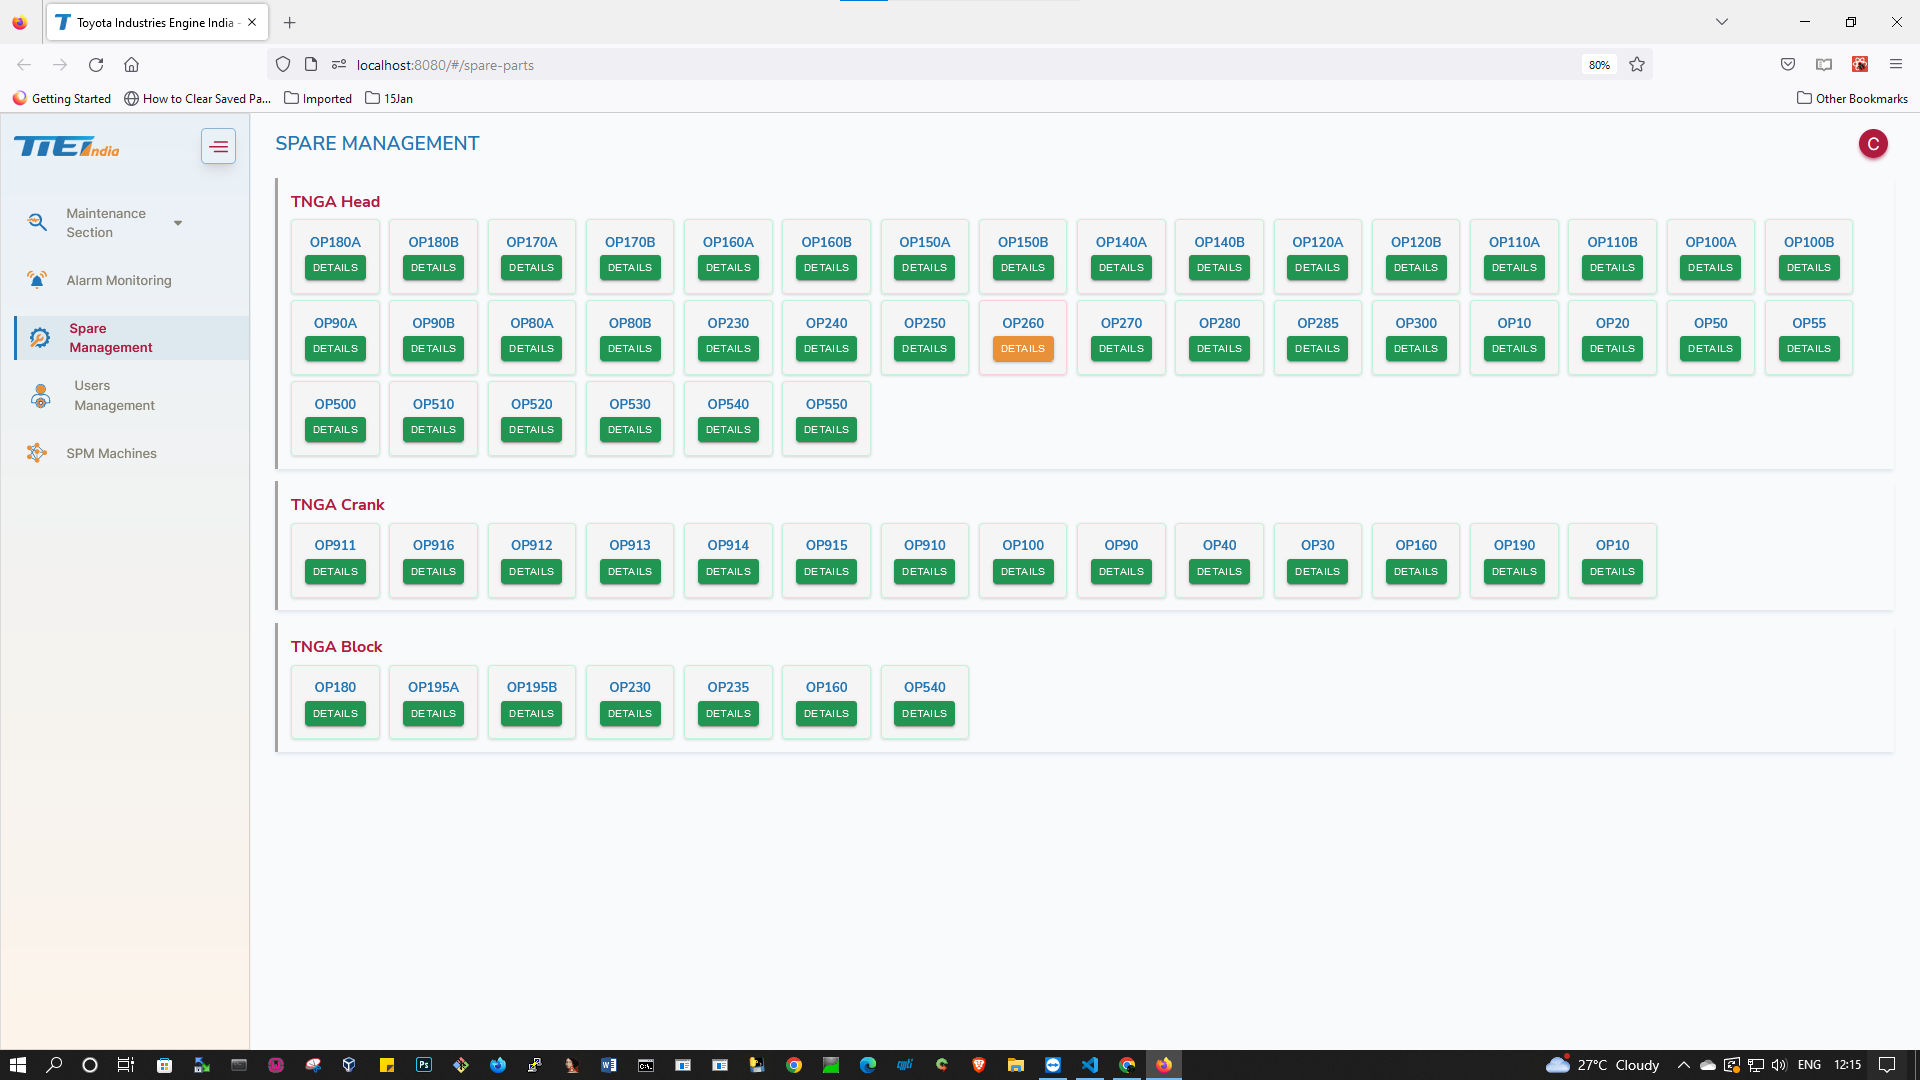 Toyota Industries Engine India -
localhost:8080/#/spare-parts
80%
Getting Started
How to Clear Saved Pa...
Imported
15Jan
Other Bookmarks
TIEI India
SPARE MANAGEMENT
C
Maintenance
Section
Alarm Monitoring
Spare
Management
Users
Management
SPM Machines
TNGA Head
OP180A OP180B OP170A OP170B OP160A OP160B OP150A OP150B OP140A OP140B OP120A OP120B OP110A OP110B OP100A OP100B
DETAILS DETAILS DETAILS DETAILS DETAILS DETAILS DETAILS DETAILS DETAILS DETAILS DETAILS DETAILS DETAILS DETAILS DETAILS DETAILS
OP90A OP90B OP80A OP80B OP230 OP240 OP250 OP260 OP270 OP280 OP285 OP300 OP10 OP20 OP50 OP55
DETAILS DETAILS DETAILS DETAILS DETAILS DETAILS DETAILS DETAILS DETAILS DETAILS DETAILS DETAILS DETAILS DETAILS DETAILS DETAILS
OP500 OP510 OP520 OP530 OP540 OP550
DETAILS DETAILS DETAILS DETAILS DETAILS DETAILS
TNGA Crank
OP911 OP916 OP912 OP913 OP914 OP915 OP910 OP100 OP90 OP40 OP30 OP160 OP190 OP10
DETAILS DETAILS DETAILS DETAILS DETAILS DETAILS DETAILS DETAILS DETAILS DETAILS DETAILS DETAILS DETAILS DETAILS
TNGA Block
OP180 OP195A OP195B OP230 OP235 OP160 OP540
DETAILS DETAILS DETAILS DETAILS DETAILS DETAILS DETAILS
27°C Cloudy
ENG
12:15